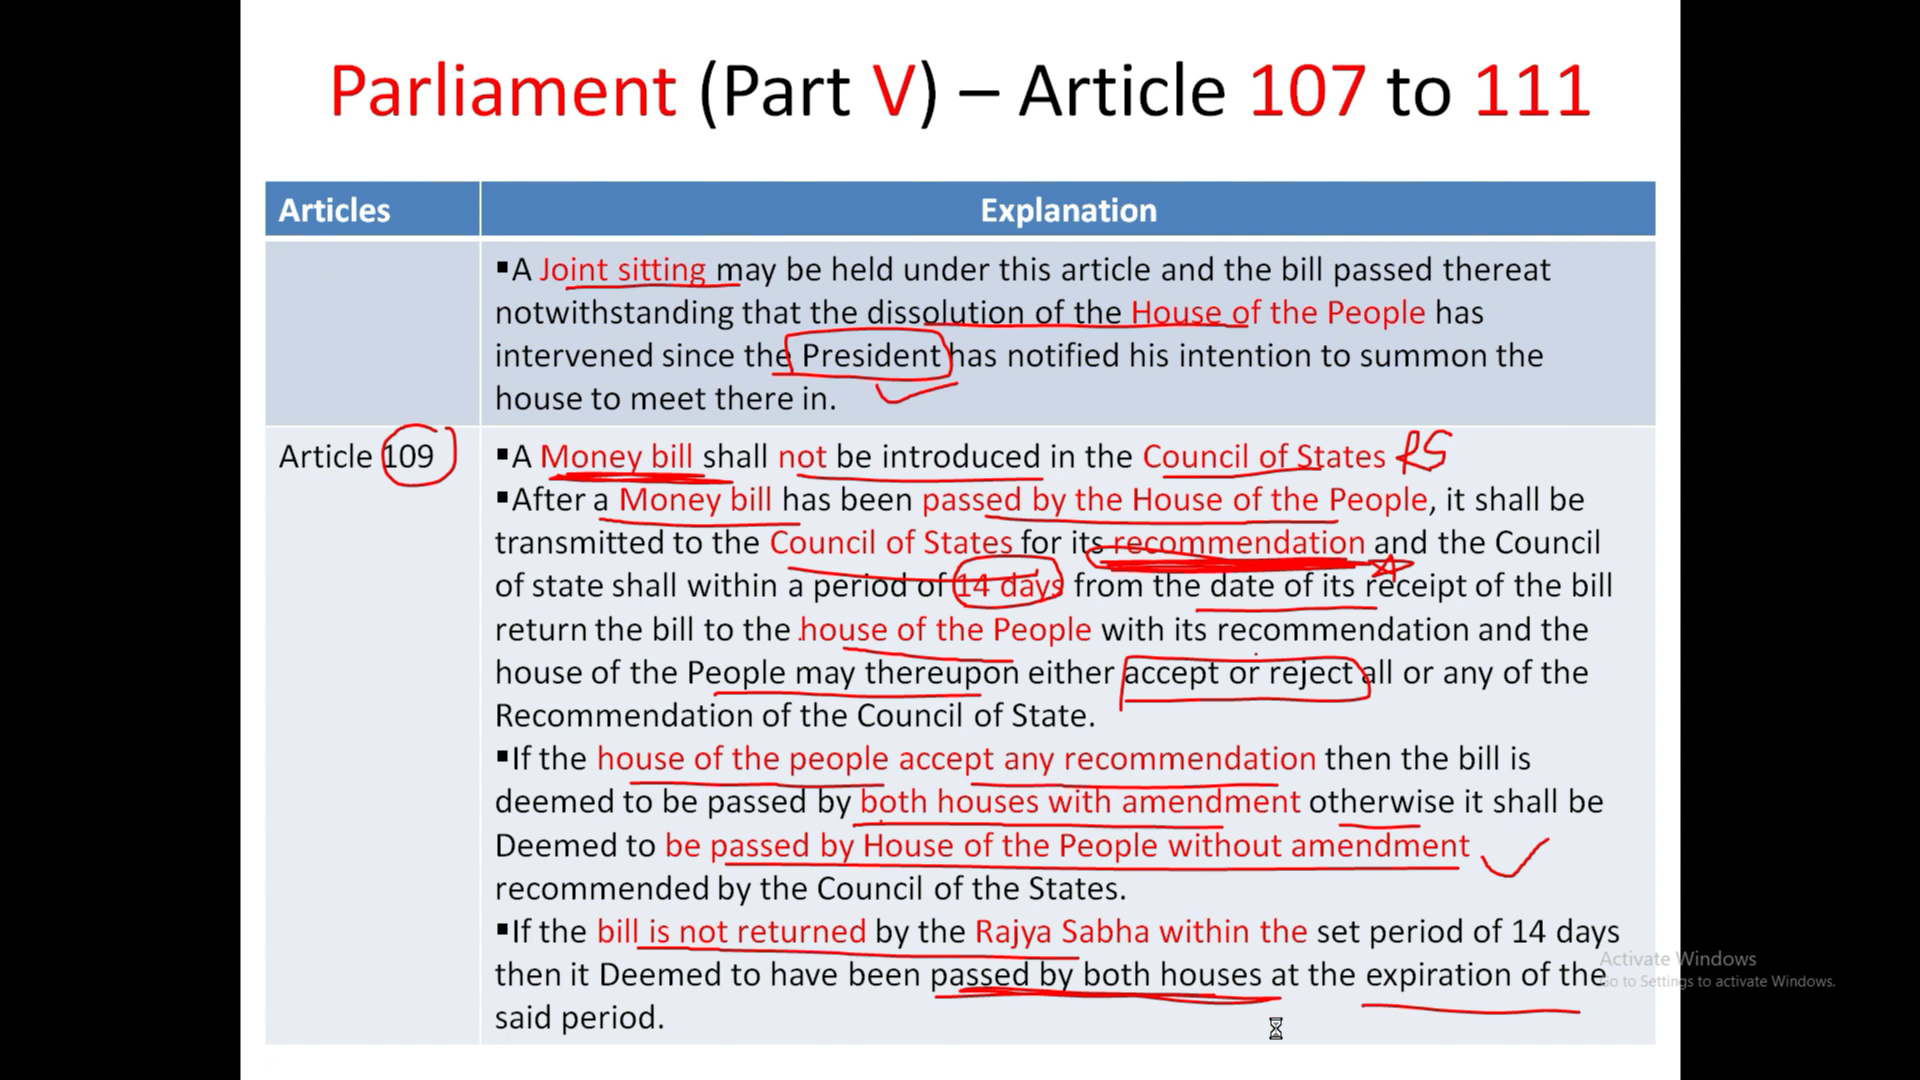 Parliament (Part V) – Article 107 to 111
Articles
Explanation
▪A Joint sitting may be held under this article and the bill passed thereat
notwithstanding that the dissolution of the House of the People has
intervened since the President has notified his intention to summon the
house to meet there in.
Article 109
▪A Money bill shall not be introduced in the Council of States RS
▪After a Money bill has been passed by the House of the People, it shall be
transmitted to the Council of States for its recommendation and the Council
of state shall within a period of 14 days from the date of its receipt of the bill
return the bill to the house of the People with its recommendation and the
house of the People may thereupon either accept or reject all or any of the
Recommendation of the Council of State.
▪If the house of the people accept any recommendation then the bill is
deemed to be passed by both houses with amendment otherwise it shall be
Deemed to be passed by House of the People without amendment
recommended by the Council of the States.
▪If the bill is not returned by the Rajya Sabha within the set period of 14 days
then it Deemed to have been passed by both houses at the expiration of the
said period.
Activate Windows
Go to Settings to activate Windows.